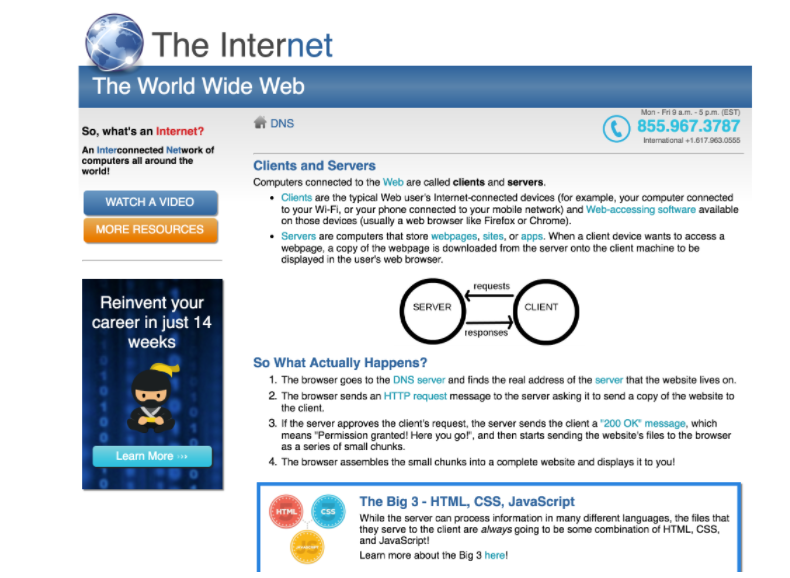 The Internet
The World Wide Web
So, what's an Internet?
An Interconnected Network of
computers all around the
world!
WATCH A VIDEO
MORE RESOURCES
Reinvent your
career in just 14
weeks
Learn More ›››
DNS
Mon - Fri 9 a.m. - 5 p.m. (EST)
855.967.3787
International +1.617.963.0555
Clients and Servers
Computers connected to the Web are called clients and servers.
• Clients are the typical Web user's Internet-connected devices (for example, your computer connected
to your Wi-Fi, or your phone connected to your mobile network) and Web-accessing software available
on those devices (usually a web browser like Firefox or Chrome).
• Servers are computers that store webpages, sites, or apps. When a client device wants to access a
webpage, a copy of the webpage is downloaded from the server onto the client machine to be
displayed in the user's web browser.
requests
SERVER
CLIENT
responses
So What Actually Happens?
1. The browser goes to the DNS server and finds the real address of the server that the website lives on.
2. The browser sends an HTTP request message to the server asking it to send a copy of the website to
the client.
3. If the server approves the client's request, the server sends the client a "200 OK" message, which
means "Permission granted! Here you go!", and then starts sending the website's files to the browser
as a series of small chunks.
4. The browser assembles the small chunks into a complete website and displays it to you!
HTML
CSS
JAVASCRIPT
The Big 3 - HTML, CSS, JavaScript
While the server can process information in many different languages, the files that
they serve to the client are always going to be some combination of HTML, CSS,
and JavaScript!
Learn more about the Big 3 here!